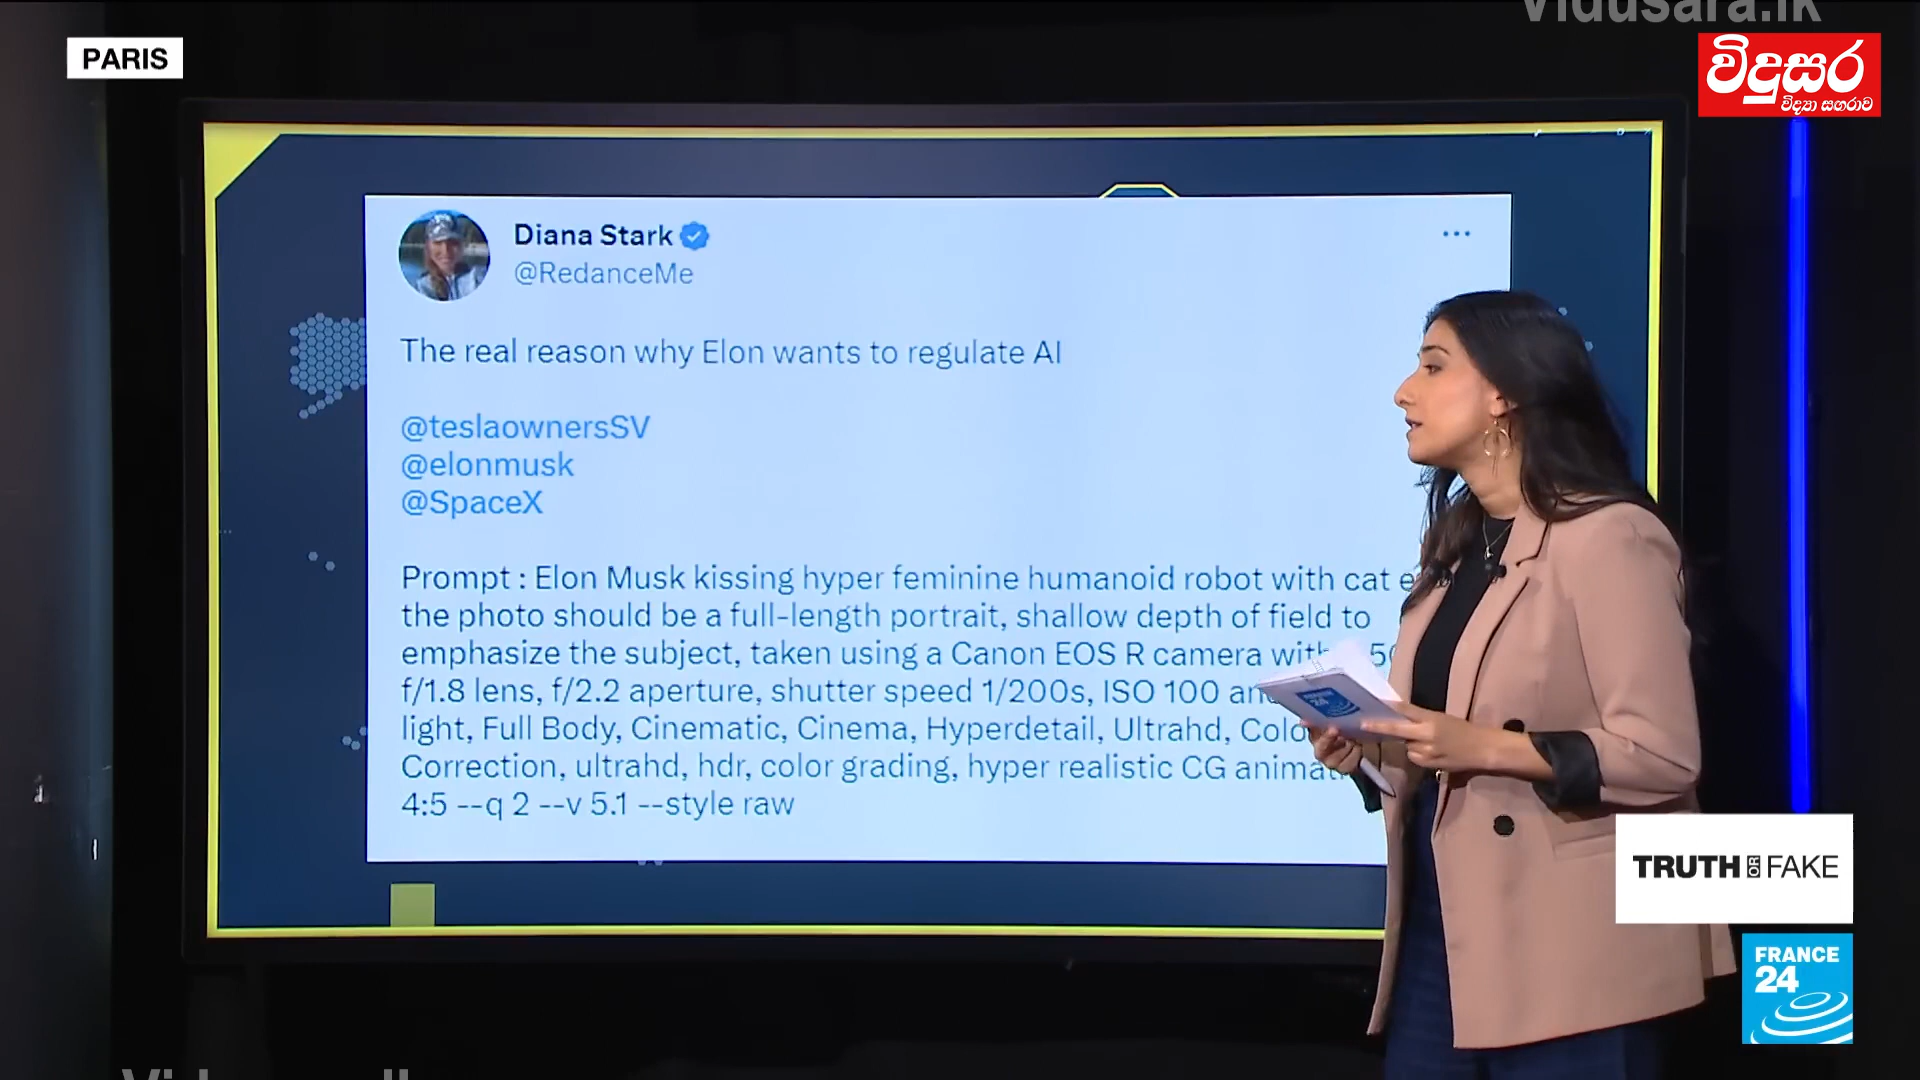 Vidusara.lk
PARIS
විදුසර
විද්‍යා සඟරාව
Diana Stark
@RedanceMe
The real reason why Elon wants to regulate AI
@teslaownersSV
@elonmusk
@SpaceX
Prompt : Elon Musk kissing hyper feminine humanoid robot with cat
the photo should be a full-length portrait, shallow depth of field to
emphasize the subject, taken using a Canon EOS R camera with
f/1.8 lens, f/2.2 aperture, shutter speed 1/200s, ISO 100
light, Full Body, Cinematic, Cinema, Hyperdetail, Ultrahd,
Correction, ultrahd, hdr, color grading, hyper realistic CG
4:5 --q 2 --v 5.1 --style raw
TRUTH OR FAKE
FRANCE
24